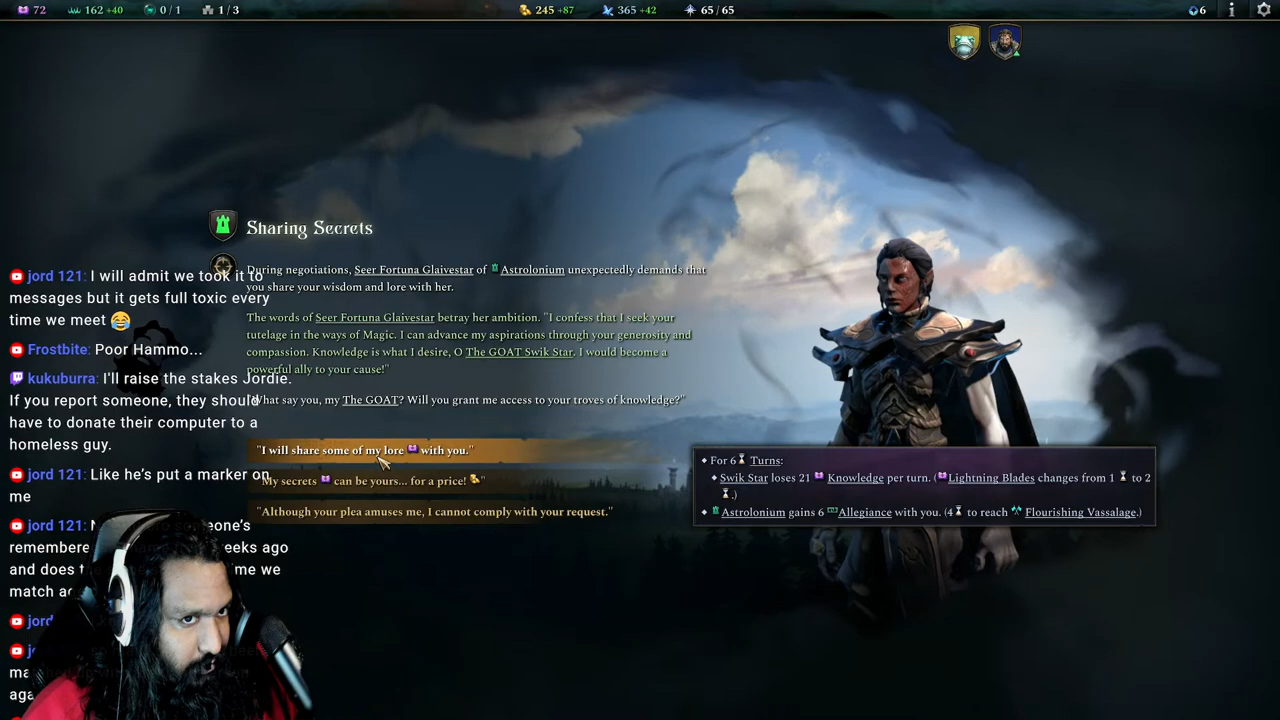 72 162 +40 0 / 1 1 / 3 245 +87 365 +42 65 / 65 6
Sharing Secrets
During negotiations, Seer Fortuna Glaivestar of Astrolonium unexpectedly demands that
you share your wisdom and lore with her.
The words of Seer Fortuna Glaivestar betray her ambition. "I confess that I seek your
tutelage in the ways of Magic. I can advance my aspirations through your generosity and
compassion. Knowledge is what I desire, O The GOAT Swik Star. I would become a
powerful ally to your cause!"
What say you, my The GOAT? Will you grant me access to your troves of knowledge?"
"I will share some of my lore with you."
"My secrets can be yours... for a price! "
"Although your plea amuses me, I cannot comply with your request."
For 6 Turns:
Swik Star loses 21 Knowledge per turn. (Lightning Blades changes from 1 to 2
.)
Astrolonium gains 6 Allegiance with you. (4 to reach Flourishing Vassalage.)
jord 121: I will admit we took it to
messages but it gets full toxic every
time we meet 😂
Frostbite: Poor Hammo...
kukuburra: I'll raise the stakes Jordie.
If you report someone, they should
have to donate their computer to a
homeless guy.
jord 121: Like he's put a marker on
me
jord 121:
remembere
and does
match
jord